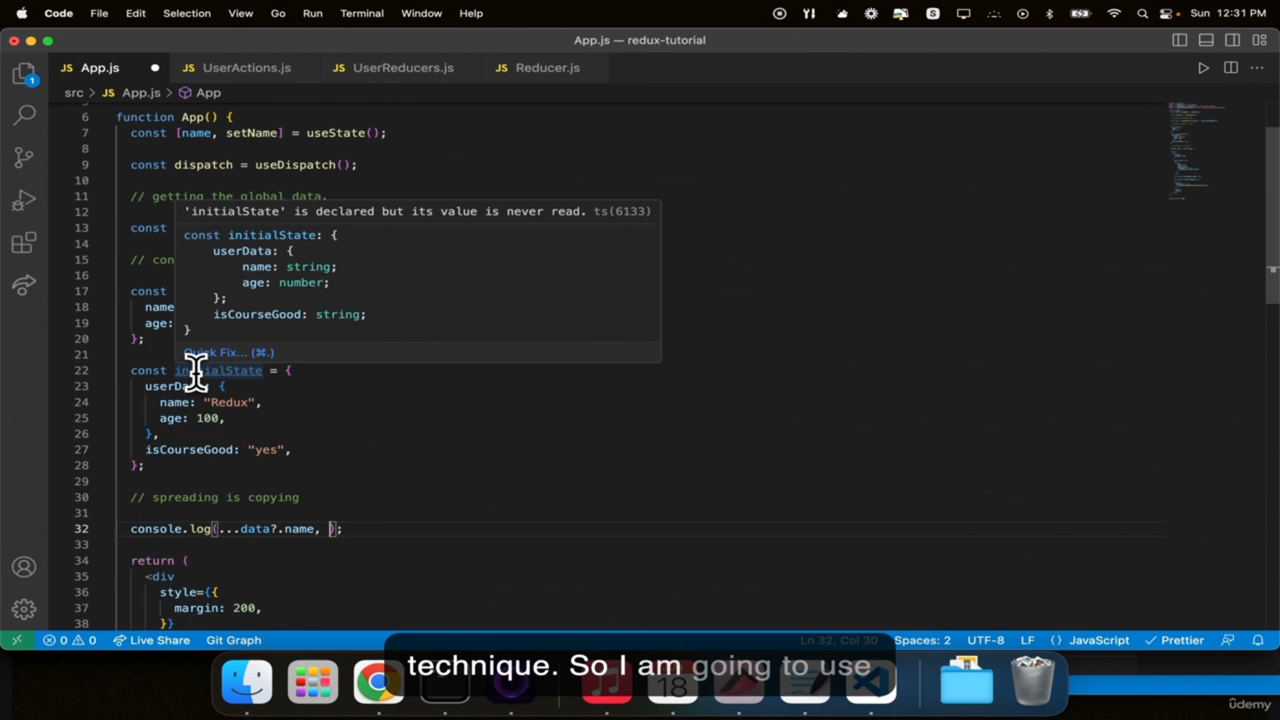 Code File Edit Selection View Go Run Terminal Window Help Sun 12:31 PM
App.js — redux-tutorial
JS App.js JS UserActions.js JS UserReducers.js JS Reducer.js
1
src > JS App.js > App
6 function App() {
7 const [name, setName] = useState();
8
9 const dispatch = useDispatch();
10
11 // getting the global data.
12
'initialState' is declared but its value is never read. ts(6133)
13 const
const initialState: {
14
userData: {
15 // con
name: string;
16
age: number;
17 const
};
18 name
isCourseGood: string;
19 age:
}
20 };
21
Quick Fix... (⌘.)
22 const initialState = {
23 userData: {
24 name: "Redux",
25 age: 100,
26 },
27 isCourseGood: "yes",
28 };
29
30 // spreading is copying
31
32 console.log(...data?.name, );
33
34 return (
35 <div
36 style={{
37 margin: 200,
38 }}
0 0 Live Share Git Graph Ln 32, Col 30 Spaces: 2 UTF-8 LF {} JavaScript Prettier
technique. So I am going to use
18
ûdemy